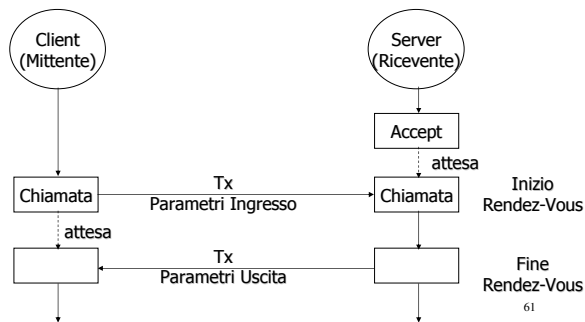 Client
(Mittente)
Server
(Ricevente)
Accept
attesa
Chiamata
Tx
Parametri Ingresso
Chiamata
Inizio
Rendez-Vous
attesa
Tx
Parametri Uscita
Fine
Rendez-Vous
61